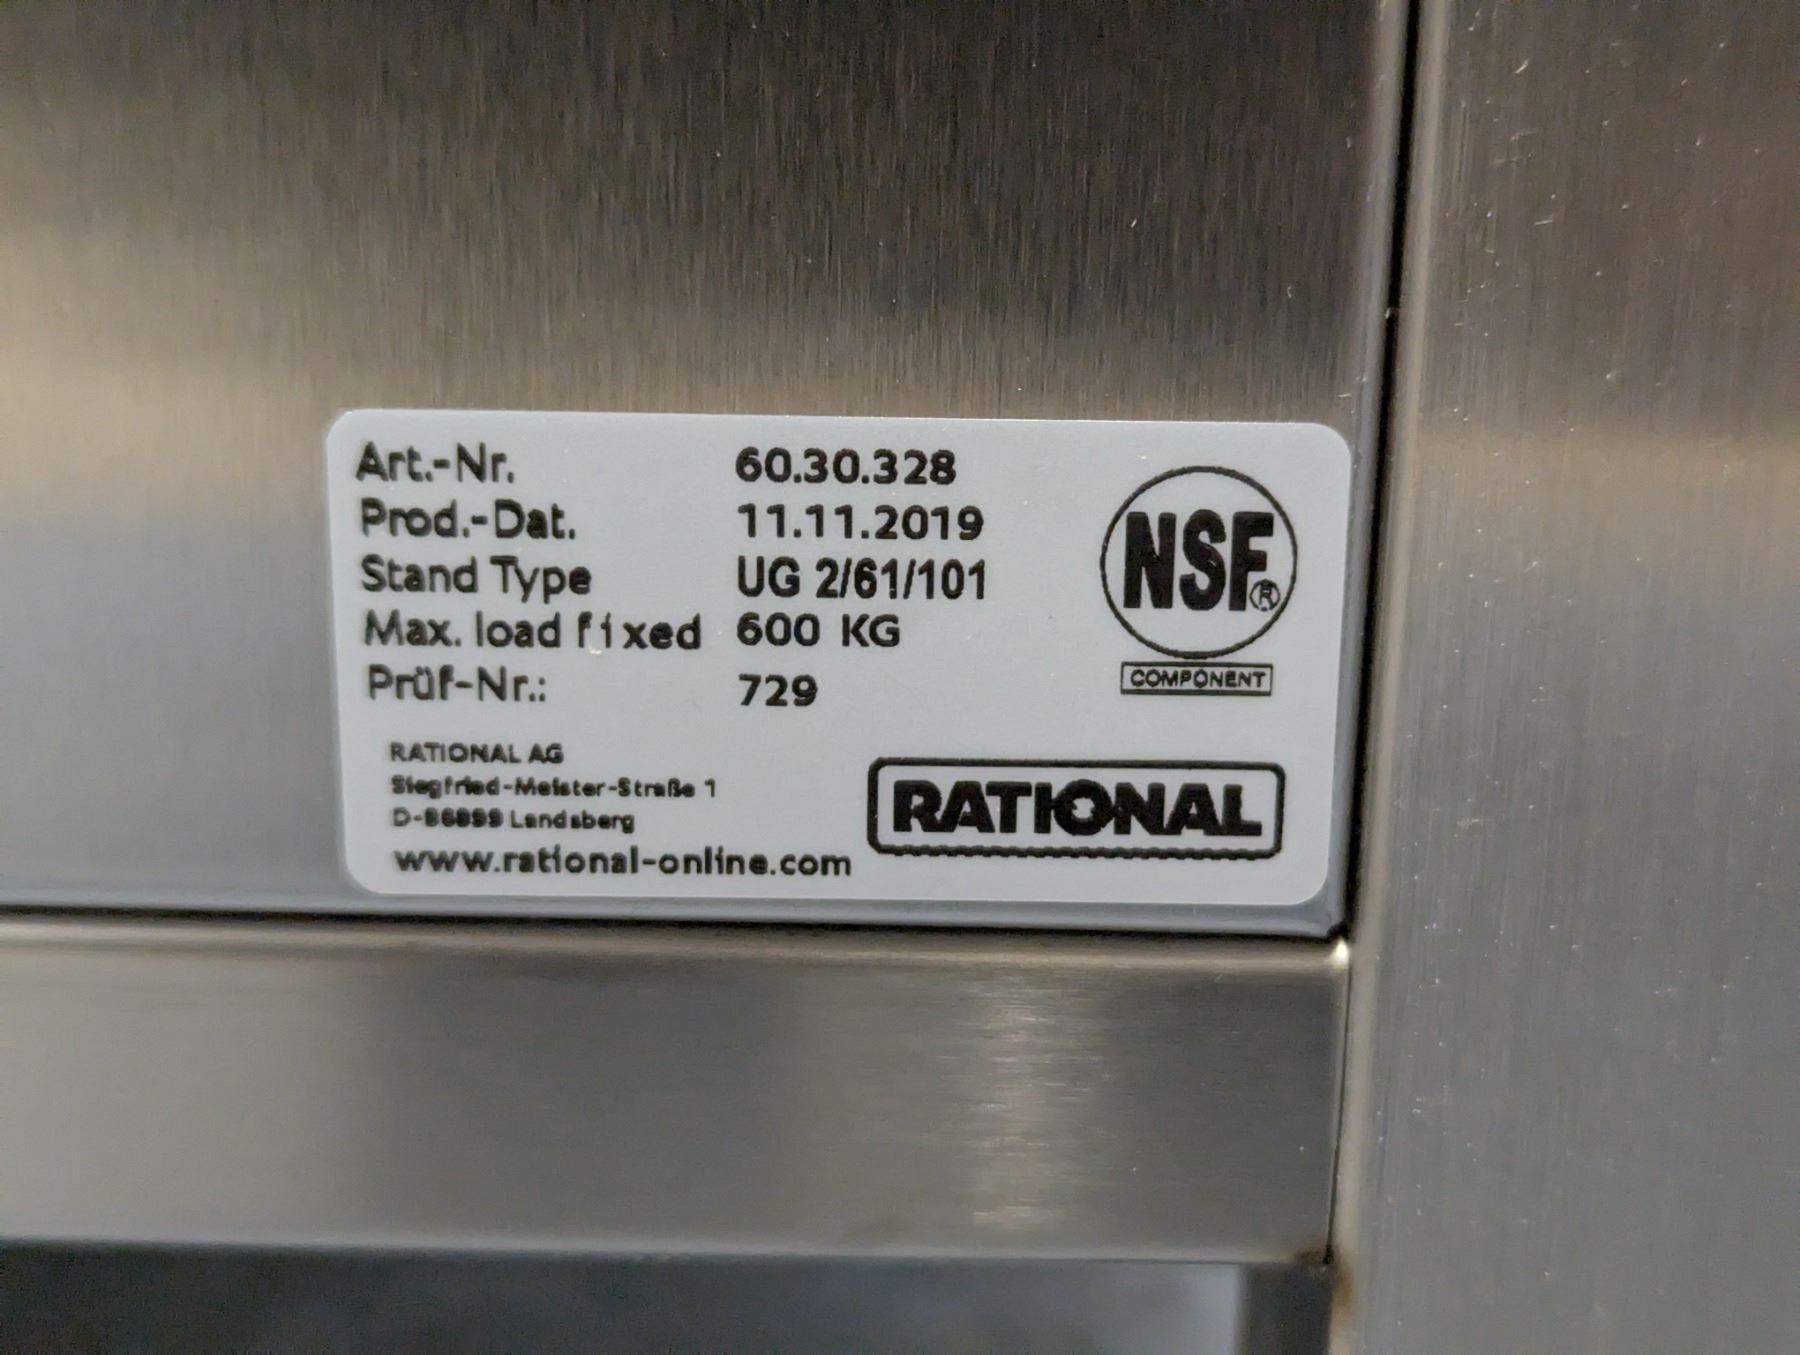 Art.-Nr. 60.30.328
Prod.-Dat. 11.11.2019
Stand Type UG 2/61/101
Max. load fixed 600 KG
Prüf-Nr.: 729
NSF®
COMPONENT
RATIONAL AG
Siegfried-Meister-Straße 1
D-86899 Landsberg
www.rational-online.com
RATIONAL